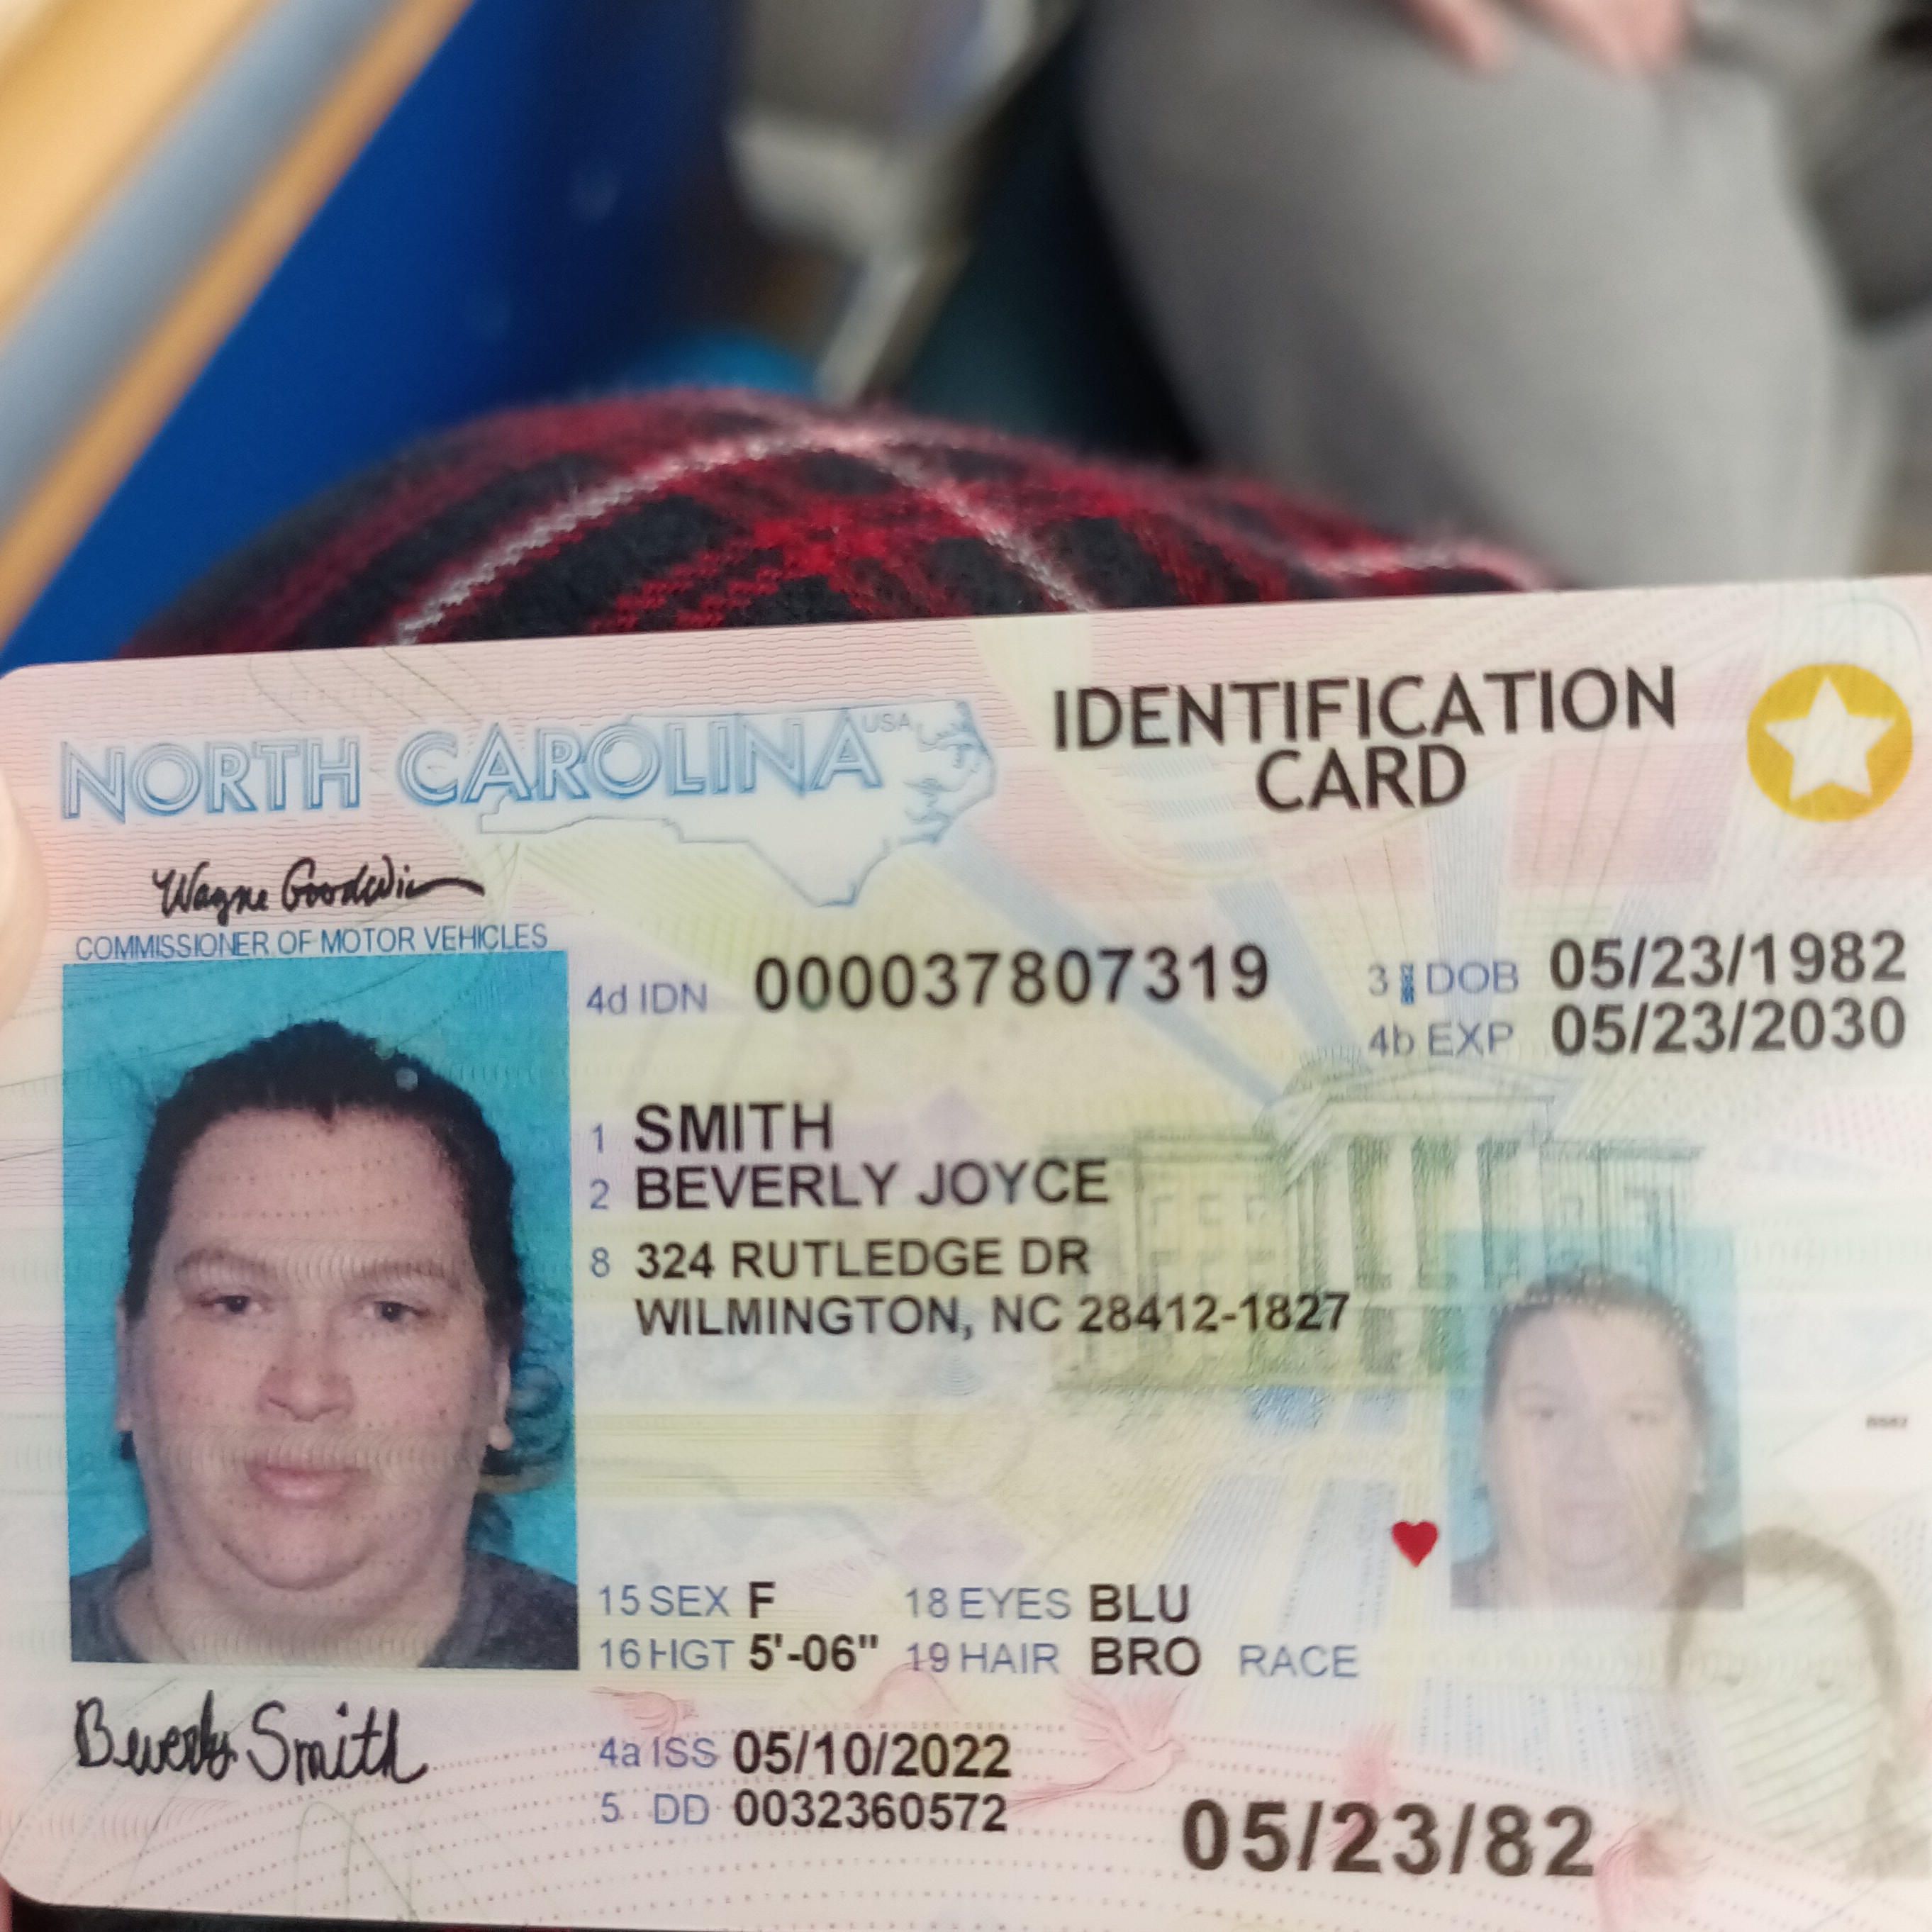 NORTH CAROLINA USA
IDENTIFICATION
CARD
Wayne Goodwin
COMMISSIONER OF MOTOR VEHICLES
4d IDN 000037807319
3 DOB 05/23/1982
4b EXP 05/23/2030
1 SMITH
2 BEVERLY JOYCE
8 324 RUTLEDGE DR
WILMINGTON, NC 28412-1827
15 SEX F 18 EYES BLU
16 HGT 5'-06" 19 HAIR BRO RACE
Beverly Smith
4a ISS 05/10/2022
5 DD 0032360572
05/23/82